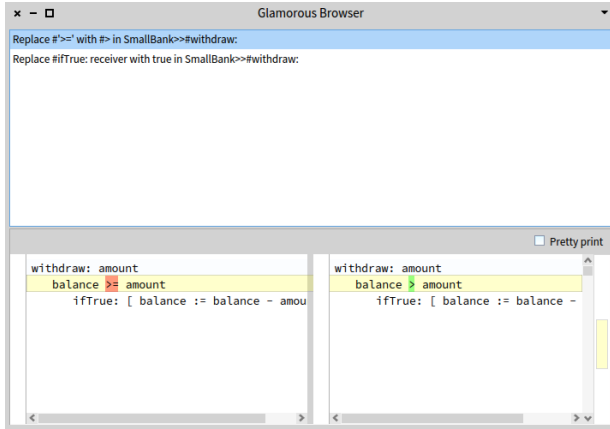 Glamorous Browser
Replace #'>=' with #> in SmallBank>>#withdraw:
Replace #ifTrue: receiver with true in SmallBank>>#withdraw:
Pretty print
withdraw: amount
balance >= amount
ifTrue: [ balance := balance - amou
withdraw: amount
balance > amount
ifTrue: [ balance := balance -